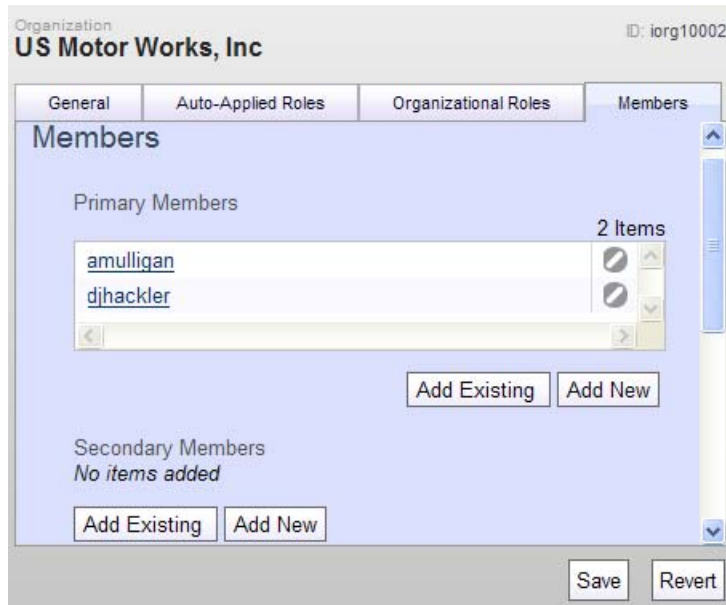 Organization
US Motor Works, Inc
ID: iorg10002
General Auto-Applied Roles Organizational Roles Members
Members
Primary Members
2 Items
amulligan
djhackler
Add Existing Add New
Secondary Members
No items added
Add Existing Add New
Save Revert